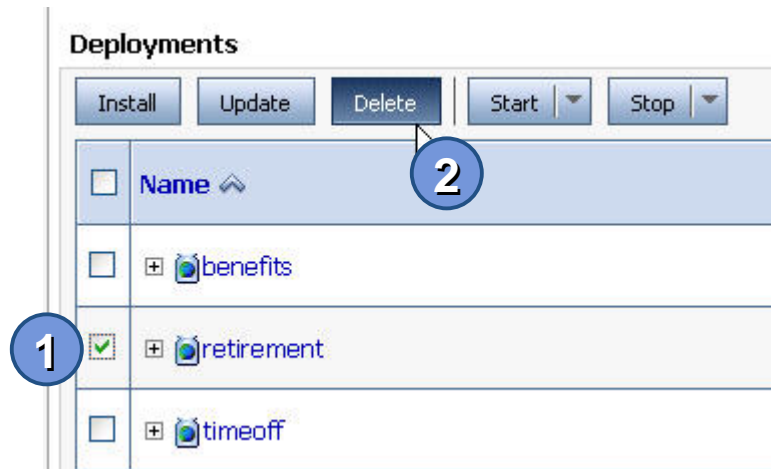 Deployments
Install Update Delete Start Stop
2
Name
benefits
1
retirement
timeoff